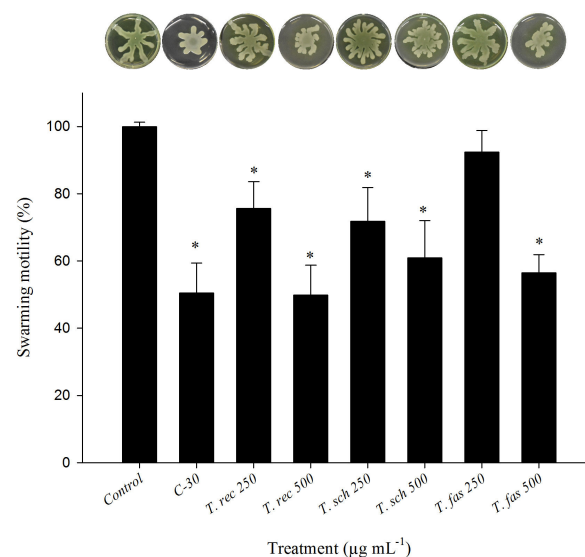 100
80
60
40
20
0
Swarming motility (%)
*
*
*
*
*
*
Control
C-30
T. rec 250
T. rec 500
T. sch 250
T. sch 500
T. fas 250
T. fas 500
Treatment (µg mL⁻¹)